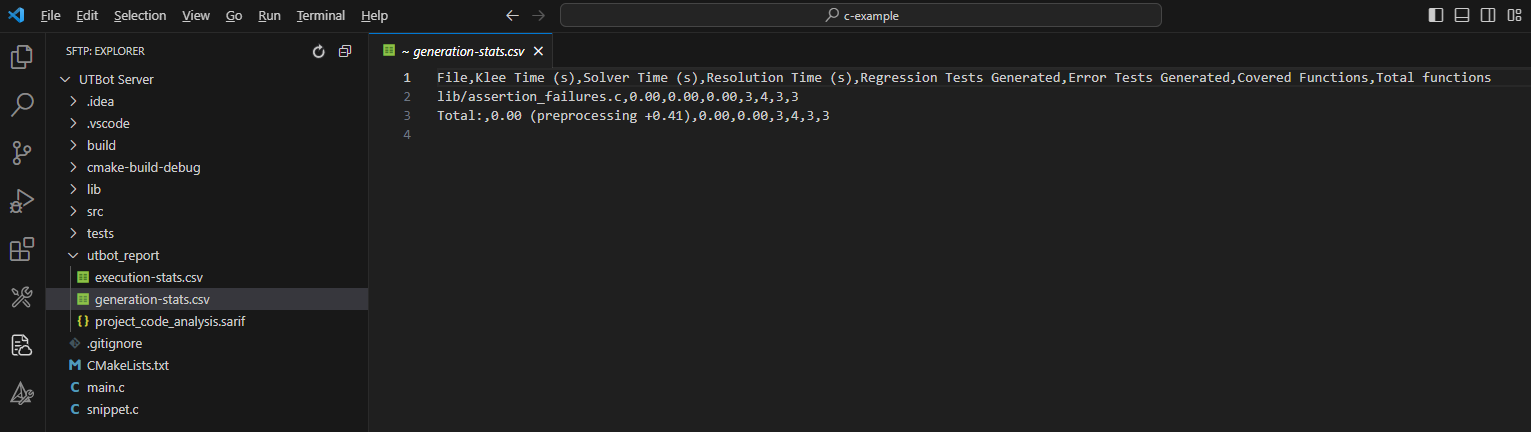 File Edit Selection View Go Run Terminal Help c-example
SFTP: EXPLORER
UTBot Server
.idea
.vscode
build
cmake-build-debug
lib
src
tests
utbot_report
execution-stats.csv
generation-stats.csv
{} project_code_analysis.sarif
.gitignore
M CMakeLists.txt
C main.c
C snippet.c
~ generation-stats.csv
1 File,Klee Time (s),Solver Time (s),Resolution Time (s),Regression Tests Generated,Error Tests Generated,Covered Functions,Total functions
2 lib/assertion_failures.c,0.00,0.00,0.00,3,4,3,3
3 Total:,0.00 (preprocessing +0.41),0.00,0.00,3,4,3,3
4